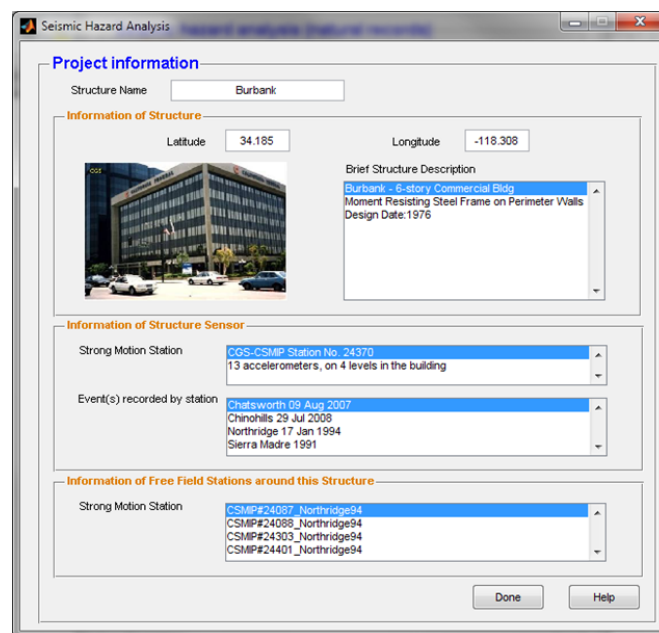 Seismic Hazard Analysis
hazard analysis (natural records)
Project information
Structure Name Burbank
Information of Structure
Latitude 34.185 Longitude -118.308
CGS
Brief Structure Description
Burbank - 6-story Commercial Bldg
Moment Resisting Steel Frame on Perimeter Walls
Design Date:1976
Information of Structure Sensor
Strong Motion Station
CGS-CSMIP Station No. 24370
13 accelerometers, on 4 levels in the building
Event(s) recorded by station
Chatsworth 09 Aug 2007
Chinohills 29 Jul 2008
Northridge 17 Jan 1994
Sierra Madre 1991
Information of Free Field Stations around this Structure
Strong Motion Station
CSMIP#24087_Northridge94
CSMIP#24088_Northridge94
CSMIP#24303_Northridge94
CSMIP#24401_Northridge94
Done Help